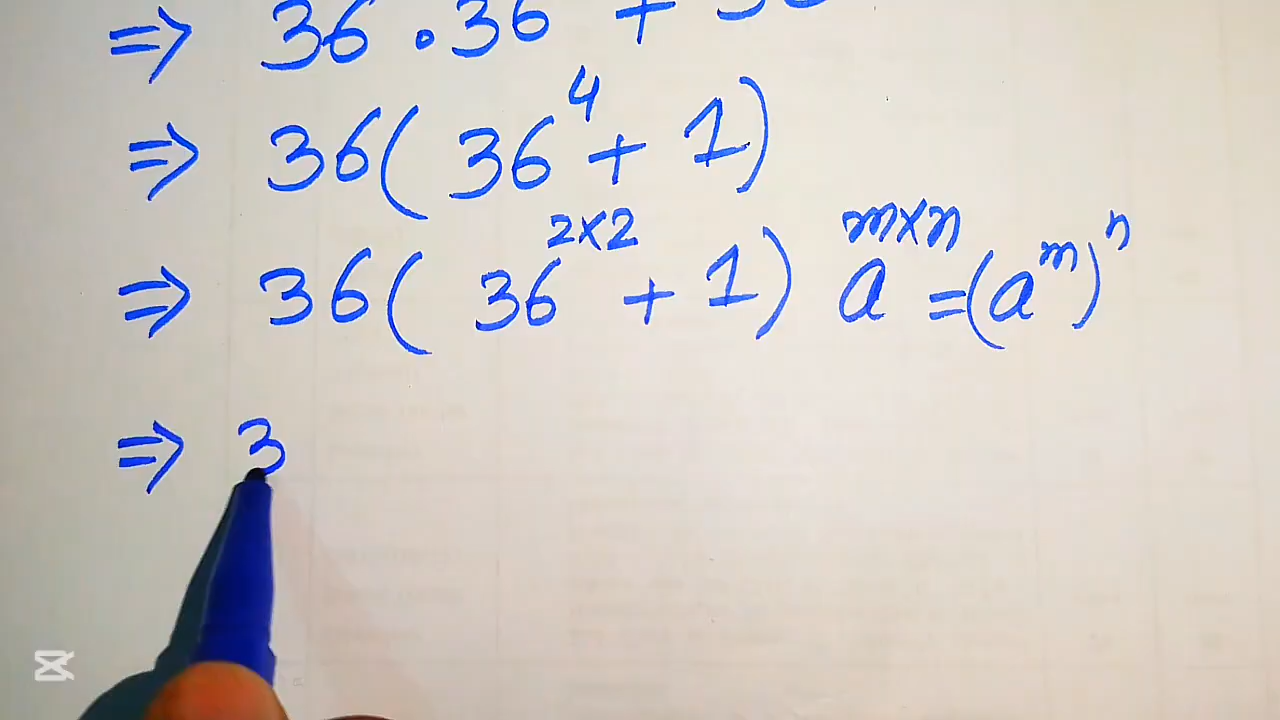 ⇒ 36 · 36 + 
⇒ 36( 36⁴ + 1)
⇒ 36( 36^{2×2} + 1) a^{m×n} = (a^m)^n
⇒ 3